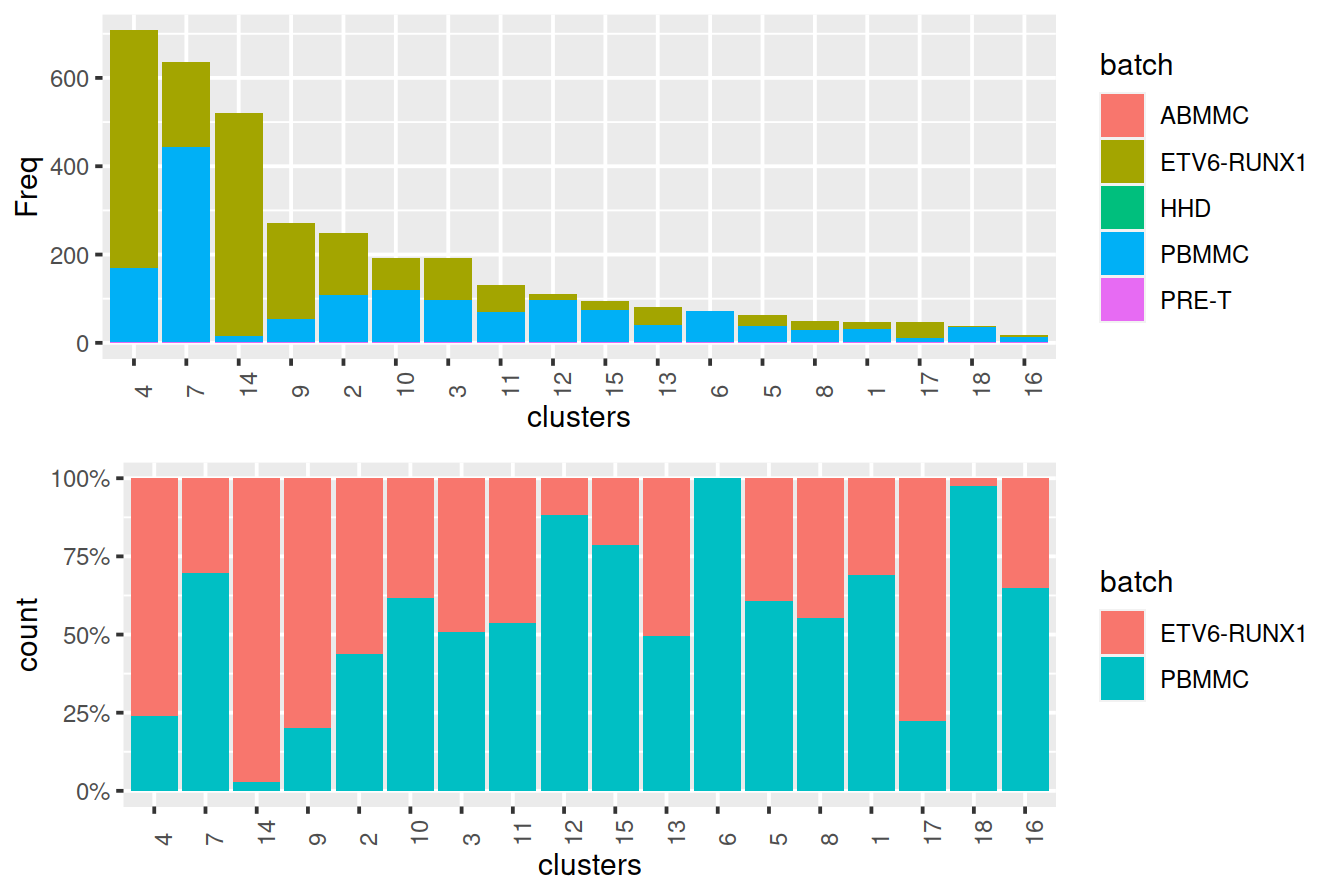 600
400
200
0
Freq
4 7 14 9 2 10 3 11 12 15 13 6 5 8 1 17 18 16
clusters
batch
ABMMC
ETV6-RUNX1
HHD
PBMMC
PRE-T
100%
75%
50%
25%
0%
count
4 7 14 9 2 10 3 11 12 15 13 6 5 8 1 17 18 16
clusters
batch
ETV6-RUNX1
PBMMC